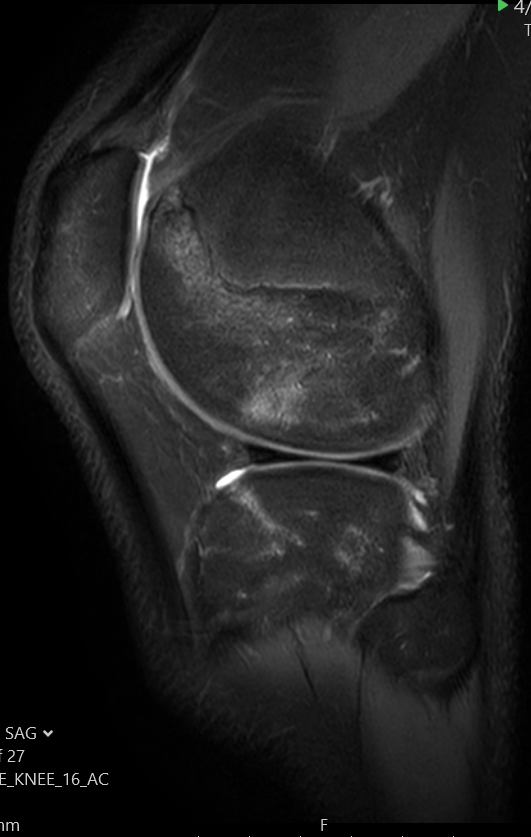 4/
T
SAG
f 27
E_KNEE_16_AC
mm
F